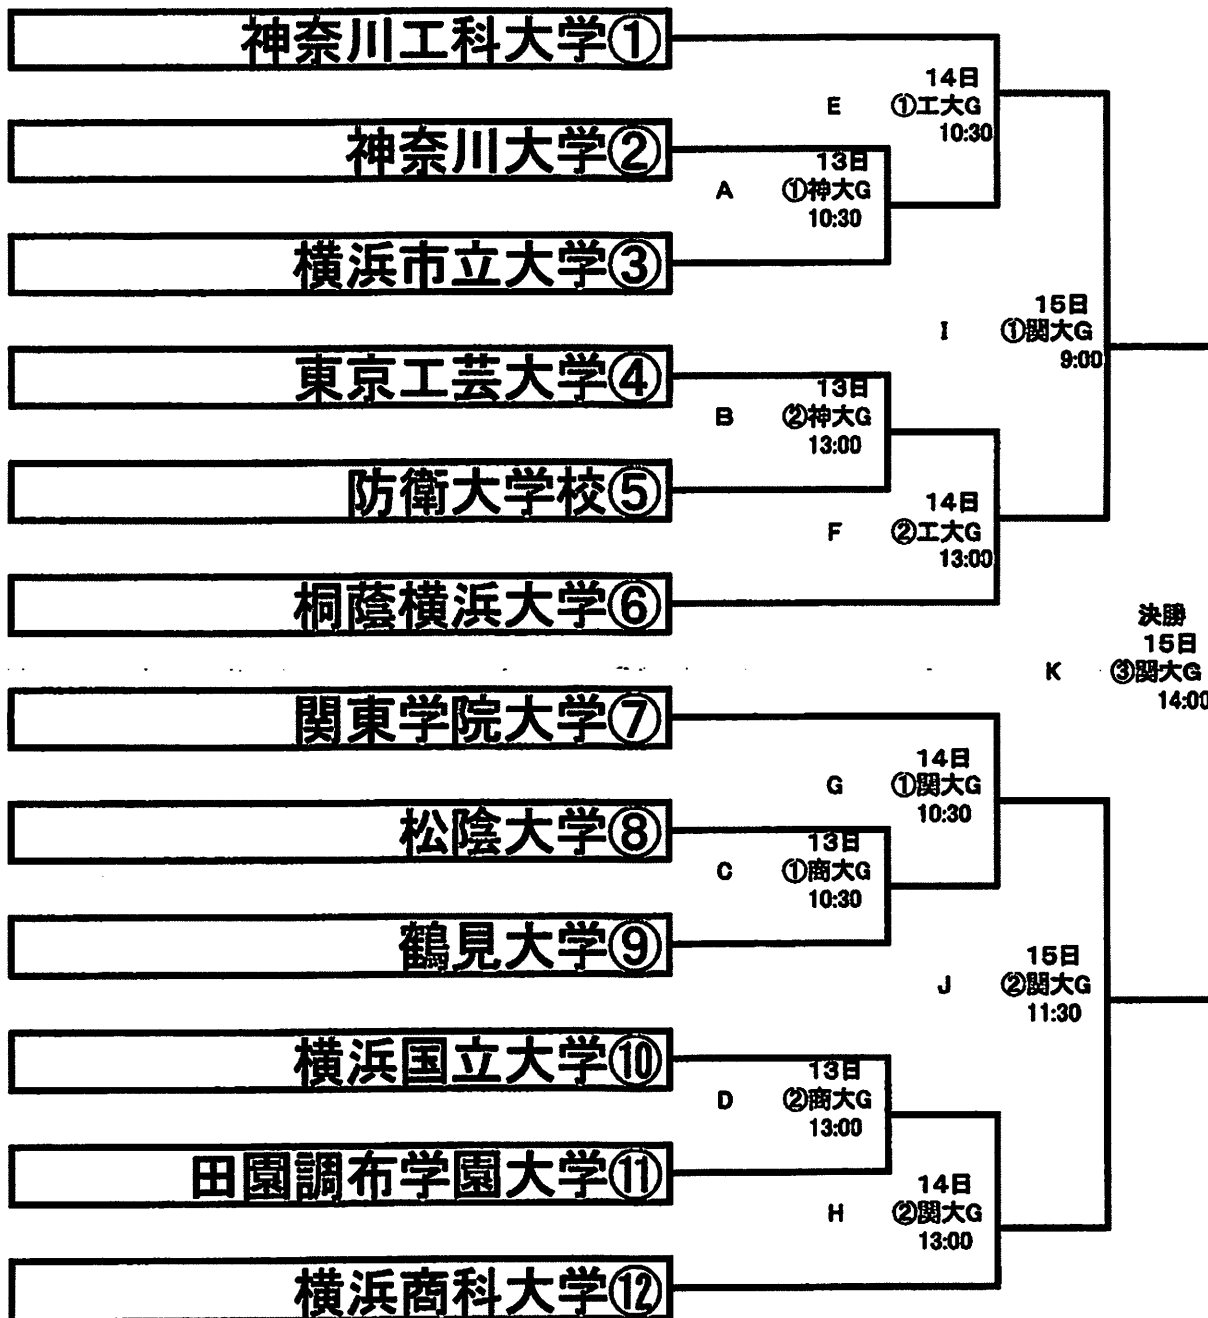 神奈川工科大学①
14日
E ①工大G
10:30
神奈川大学②
13日
A ①神大G
10:30
横浜市立大学③
15日
I ①関大G
9:00
東京工芸大学④
13日
B ②神大G
13:00
防衛大学校⑤
14日
F ②工大G
13:00
桐蔭横浜大学⑥
決勝
15日
K ③関大G
14:00
関東学院大学⑦
14日
G ①関大G
10:30
松陰大学⑧
13日
C ①商大G
10:30
鶴見大学⑨
15日
J ②関大G
11:30
横浜国立大学⑩
13日
D ②商大G
13:00
田園調布学園大学⑪
14日
H ②関大G
13:00
横浜商科大学⑫